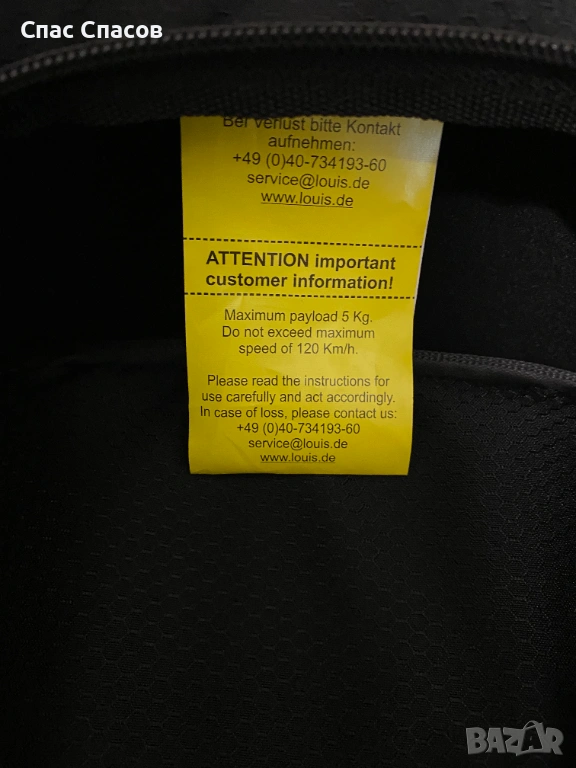 Спас Спасов
Bei Verlust bitte Kontakt
aufnehmen:
+49 (0)40-734193-60
service@louis.de
www.louis.de
ATTENTION important
customer information!
Maximum payload 5 Kg.
Do not exceed maximum
speed of 120 Km/h.
Please read the instructions for
use carefully and act accordingly.
In case of loss, please contact us:
+49 (0)40-734193-60
service@louis.de
www.louis.de
BAZAR